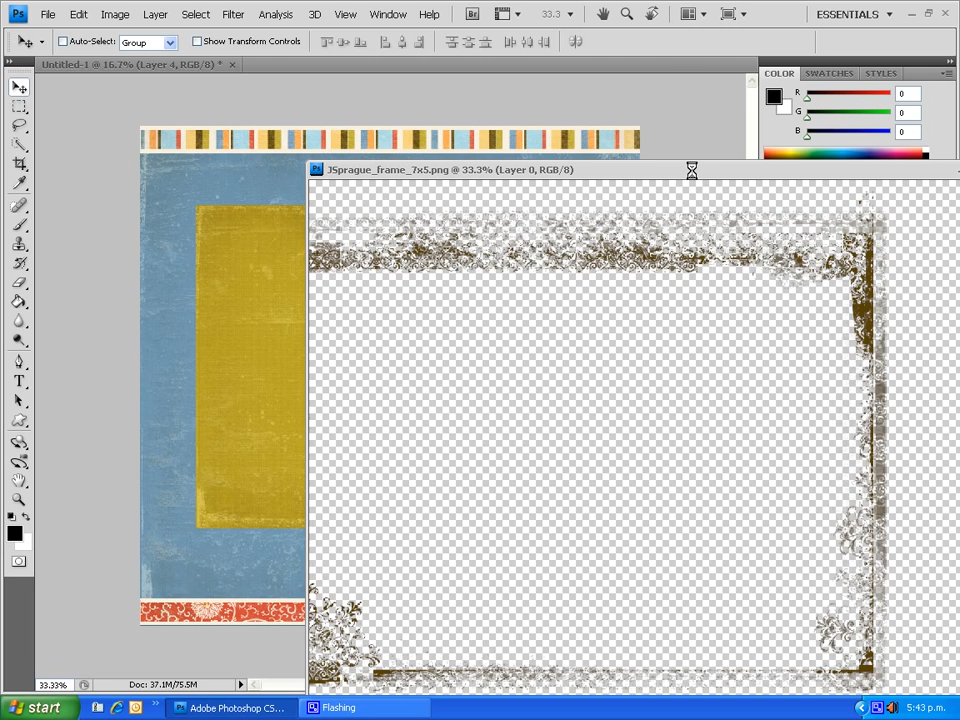 Ps File Edit Image Layer Select Filter Analysis 3D View Window Help Br 33.3 ESSENTIALS
Auto-Select: Group Show Transform Controls
Untitled-1 @ 16.7% (Layer 4, RGB/8) *
COLOR SWATCHES STYLES
R 0
G 0
B 0
Ps JSprague_frame_7x5.png @ 33.3% (Layer 0, RGB/8)
T
33.33% Doc: 37.1M/75.5M
start Ps Adobe Photoshop CS... Flashing 5:43 p.m.